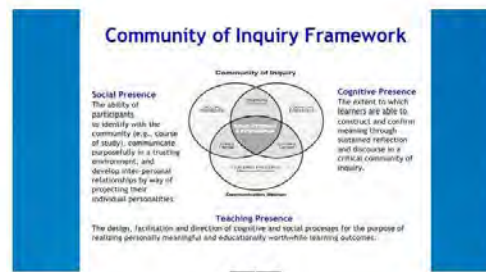 Community of Inquiry Framework
Community of Inquiry
Social Presence
The ability of
participants
to identify with the
community (e.g., course
of study), communicate
purposefully in a trusting
environment, and
develop inter-personal
relationships by way of
projecting their
individual personalities
Cognitive Presence
The extent to which
learners are able to
construct and confirm
meaning through
sustained reflection
and discourse in a
critical community of
inquiry.
Teaching Presence
The design, facilitation and direction of cognitive and social processes for the purpose of
realizing personally meaningful and educationally worthwhile learning outcomes.